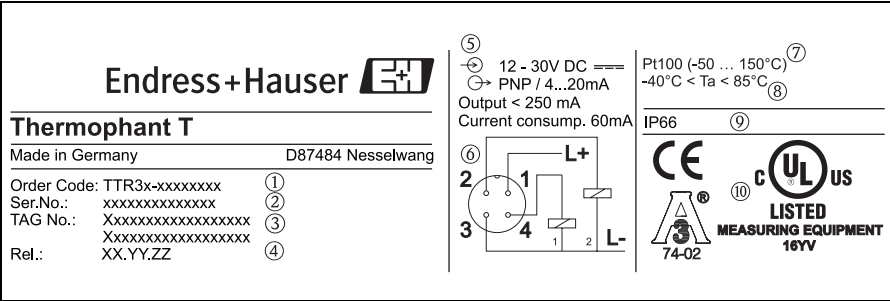 Endress+Hauser E+H
Thermophant T
Made in Germany D87484 Nesselwang
Order Code: TTR3x-xxxxxxxx ①
Ser.No.: xxxxxxxxxxxxxx ②
TAG No.: Xxxxxxxxxxxxxxxxxx ③
Xxxxxxxxxxxxxxxxxx
Rel.: XX.YY.ZZ ④
⑤
12 - 30V DC
PNP / 4...20mA
Output < 250 mA
Current consump. 60mA
⑥
L+
2 1
3 4
1 2 L-
Pt100 (-50 ... 150°C) ⑦
-40°C < Ta < 85°C ⑧
IP66 ⑨
CE
⑩
C UL US
®
LISTED
MEASURING EQUIPMENT
16YV
A
3
®
74-02